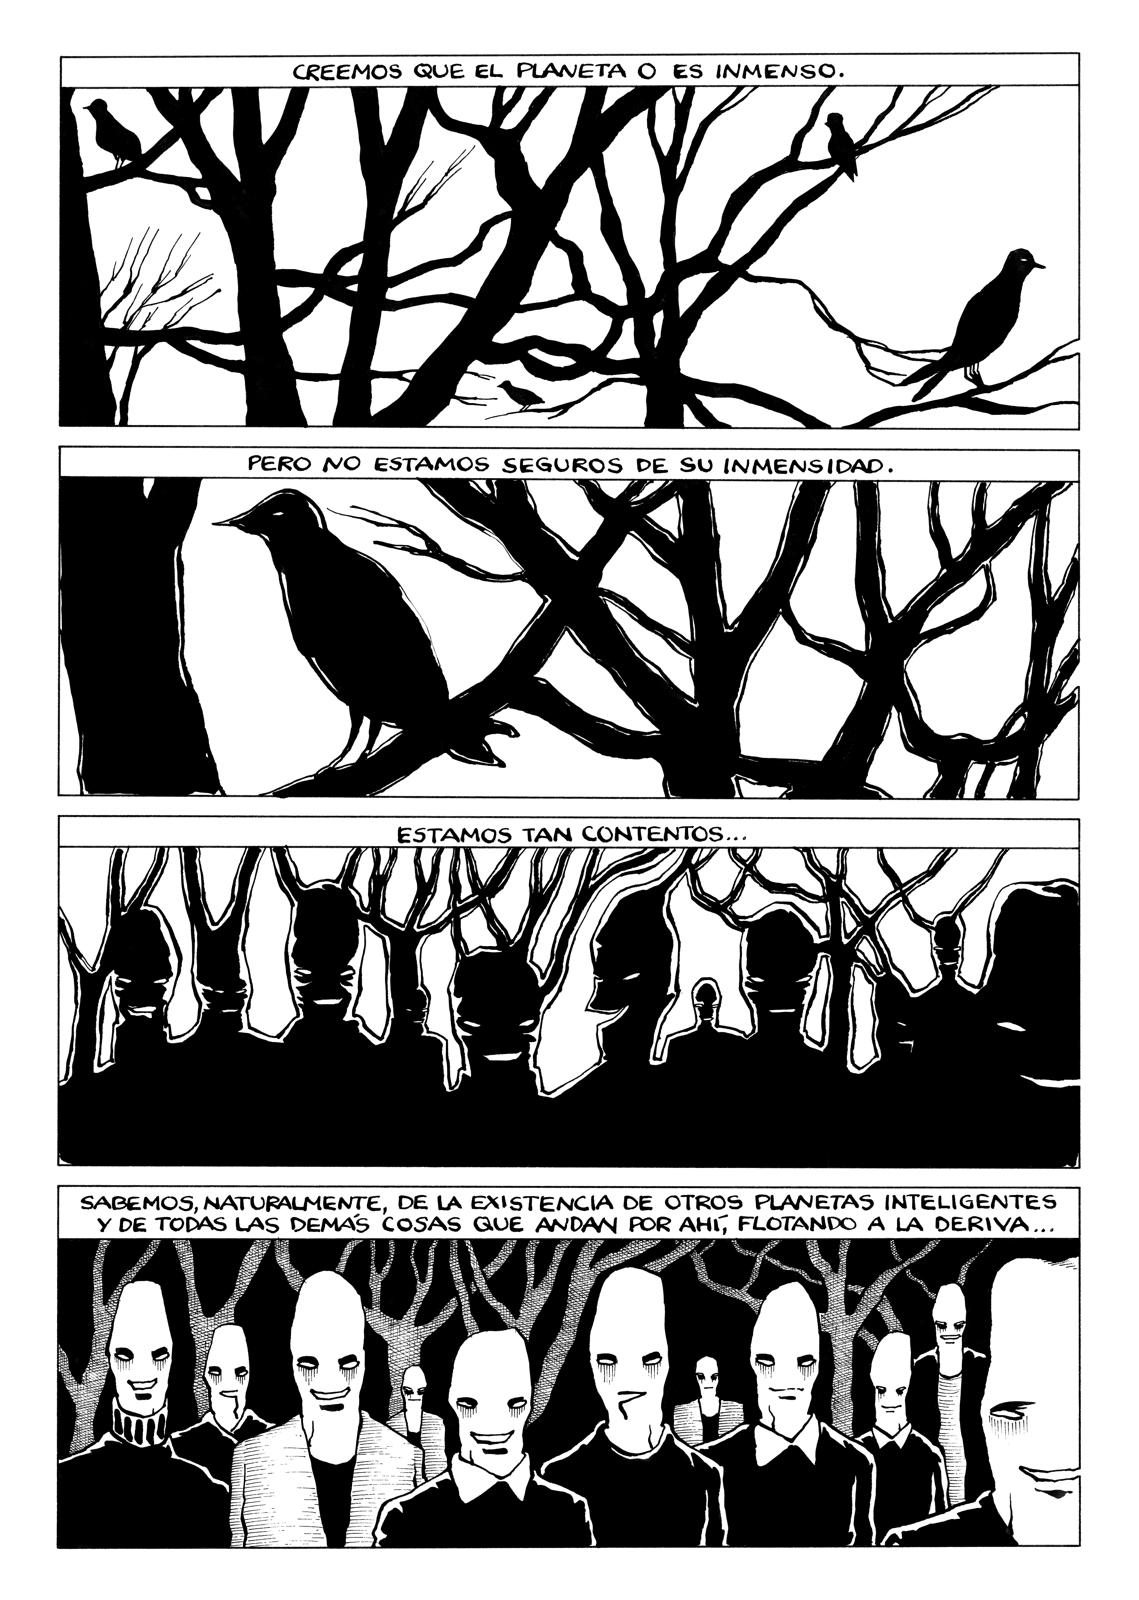 CREEMOS QUE EL PLANETA O ES INMENSO.
PERO NO ESTAMOS SEGUROS DE SU INMENSIDAD.
ESTAMOS TAN CONTENTOS...
SABEMOS, NATURALMENTE, DE LA EXISTENCIA DE OTROS PLANETAS INTELIGENTES
Y DE TODAS LAS DEMÁS COSAS QUE ANDAN POR AHÍ, FLOTANDO A LA DERIVA...